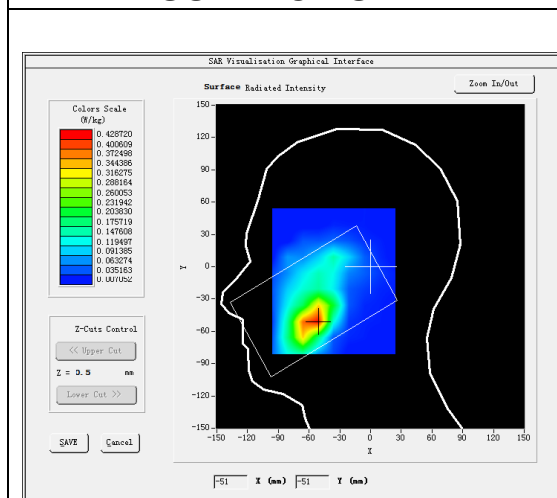 SAR Visualisation Graphical Interface
Surface Radiated Intensity
Zoom In/Out
Colors Scale
(W/kg)
0.428720
0.400609
0.372498
0.344386
0.316275
0.288164
0.260053
0.231942
0.203830
0.175719
0.147608
0.119497
0.091385
0.063274
0.035163
0.007052
150
120
90
60
30
0
-30
-60
-90
-120
-150
Y
-150 -120 -90 -60 -30 0 30 60 90 120 150
X
Z-Cuts Control
<< Upper Cut
Z = 0.5 mm
Lower Cut >>
SAVE Cancel
-51 X (mm) -51 Y (mm)